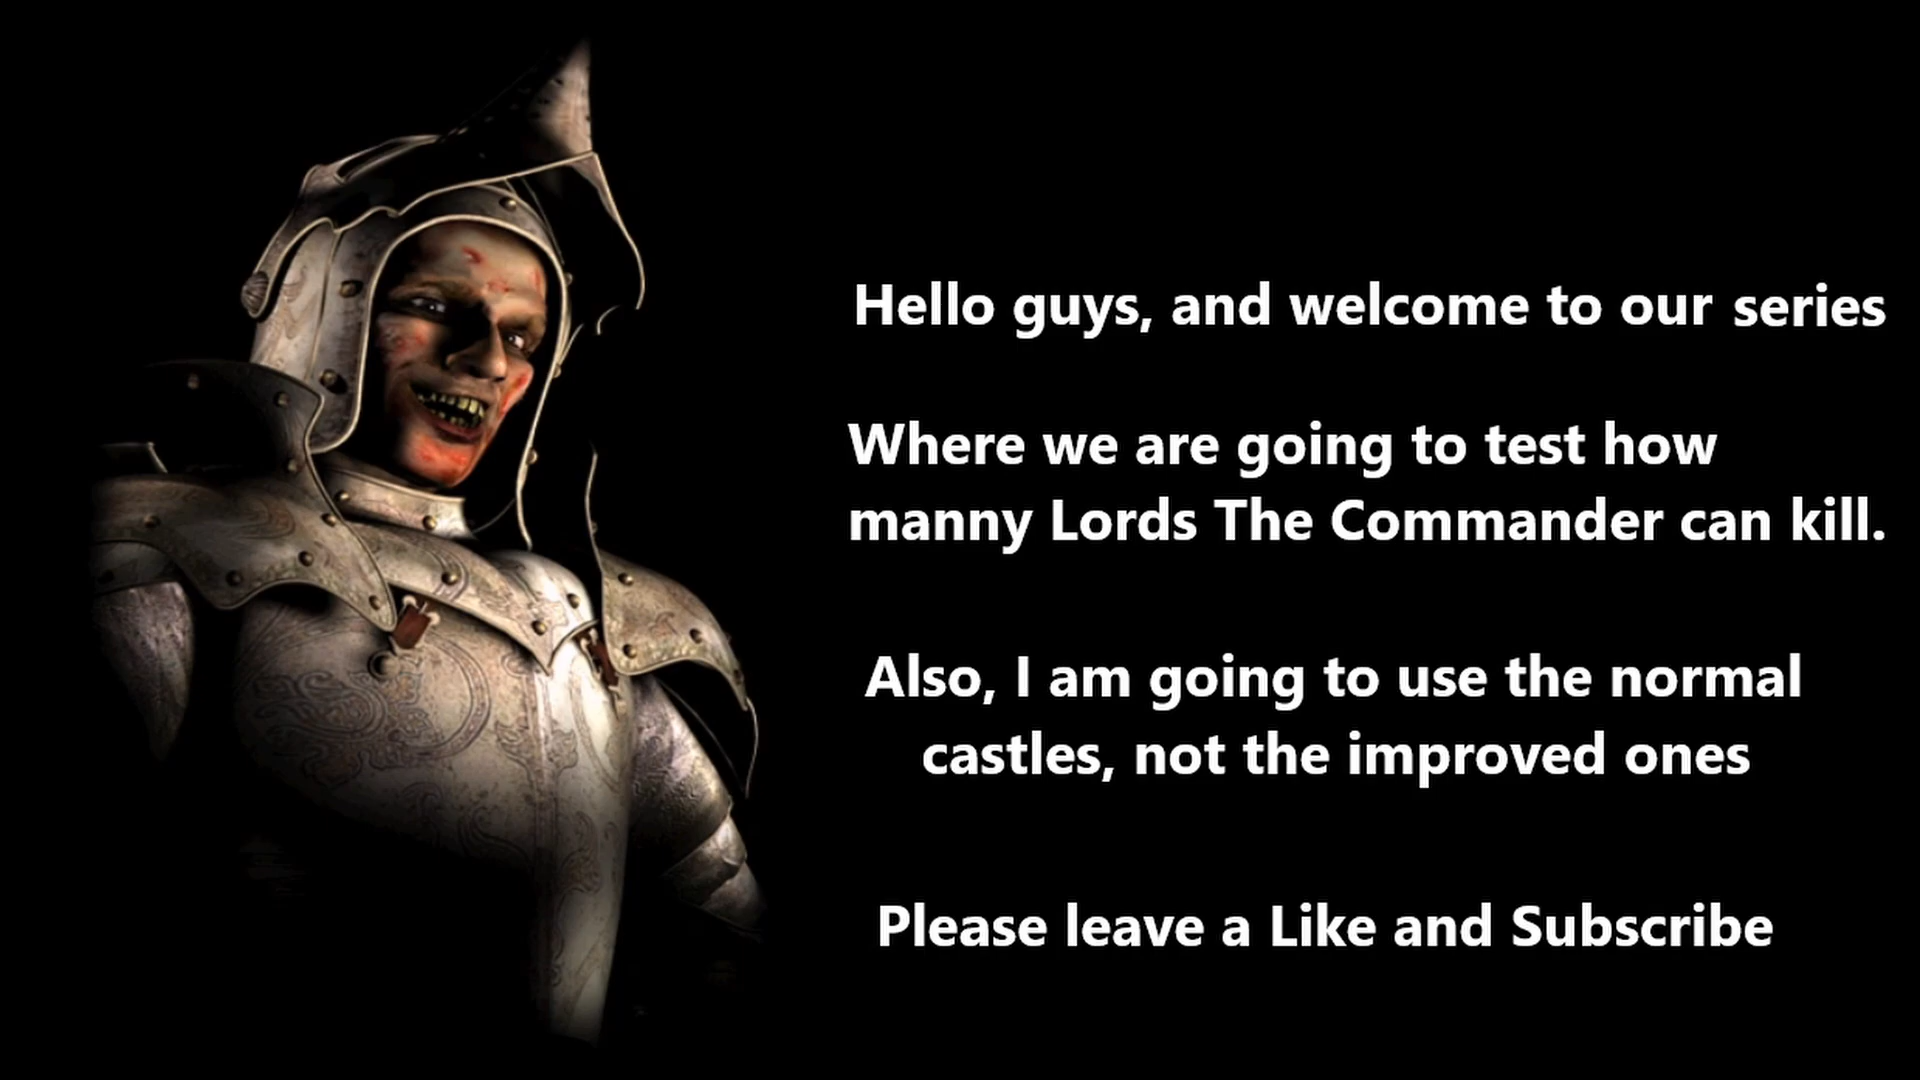 Hello guys, and welcome to our series
Where we are going to test how
manny Lords The Commander can kill.
Also, I am going to use the normal
castles, not the improved ones
Please leave a Like and Subscribe